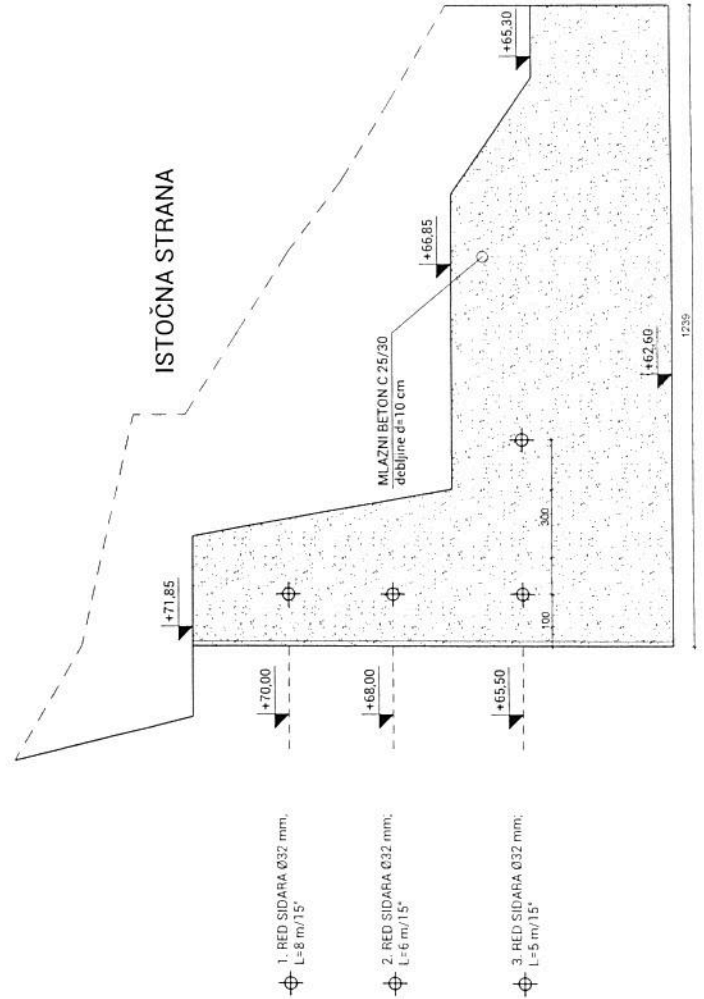 ISTOČNA STRANA
+65,30
+66,85
MLAZNI BETON C 25/30
debljine d=10 cm
+71,85
+62,60
1239
300
100
+70,00
+68,00
+65,50
1. RED SIDARA Ø32 mm,
L=8 m/15°
2. RED SIDARA Ø32 mm;
L=6 m/15°
3. RED SIDARA Ø32 mm;
L=5 m/15°